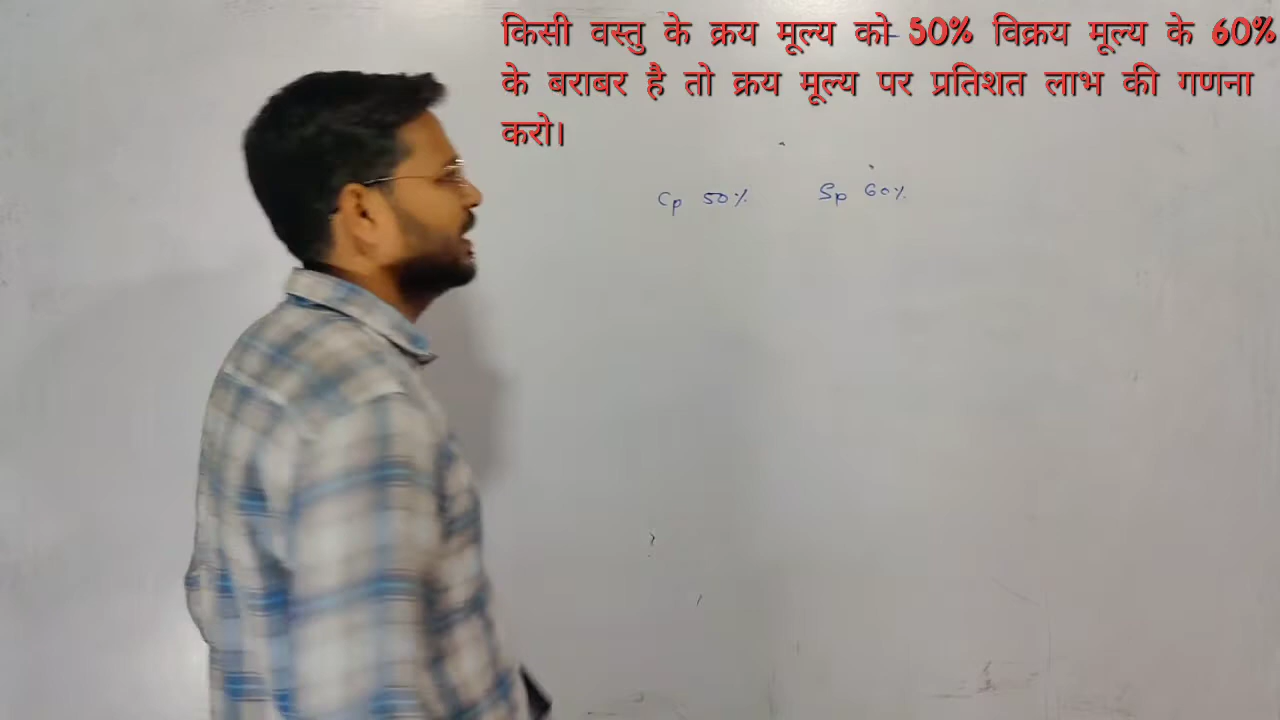 किसी वस्तु के क्रय मूल्य को 50% विक्रय मूल्य के 60%
के बराबर है तो क्रय मूल्य पर प्रतिशत लाभ की गणना
करो।
Cp 50% Sp 60%